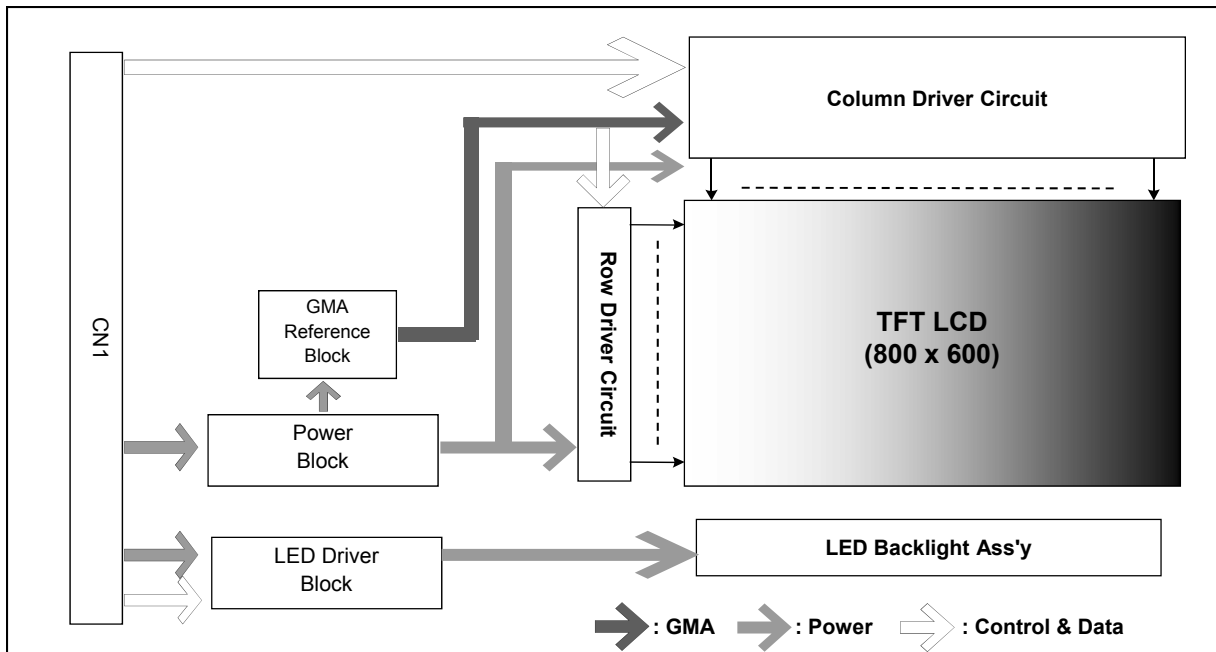 Column Driver Circuit
CN1
Row Driver Circuit
GMA
Reference
Block
TFT LCD
(800 x 600)
Power
Block
LED Driver
Block
LED Backlight Ass'y
: GMA
: Power
: Control & Data